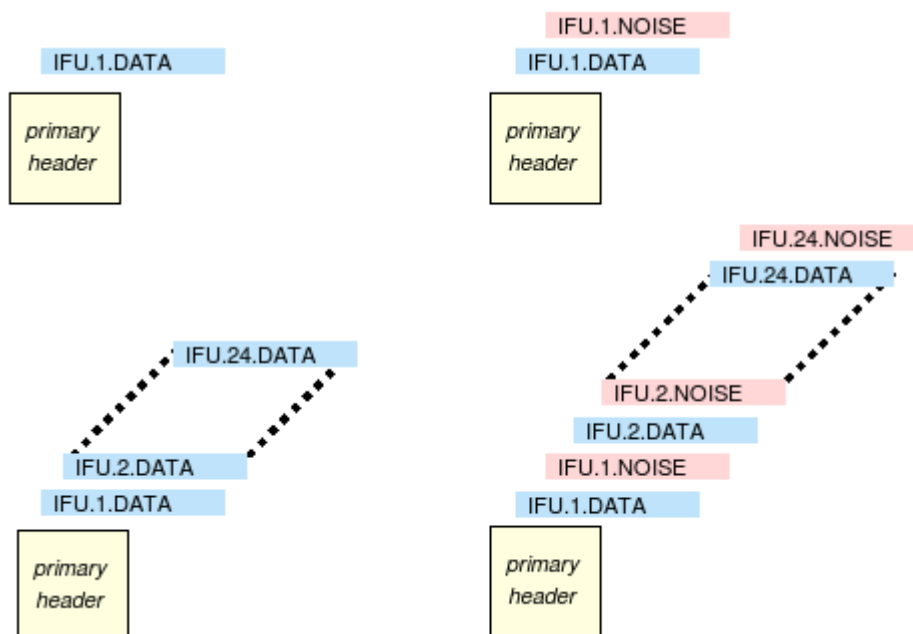 IFU.1.DATA
primary
header
IFU.1.NOISE
IFU.1.DATA
primary
header
IFU.24.DATA
IFU.2.DATA
IFU.1.DATA
primary
header
IFU.24.NOISE
IFU.24.DATA
IFU.2.NOISE
IFU.2.DATA
IFU.1.NOISE
IFU.1.DATA
primary
header